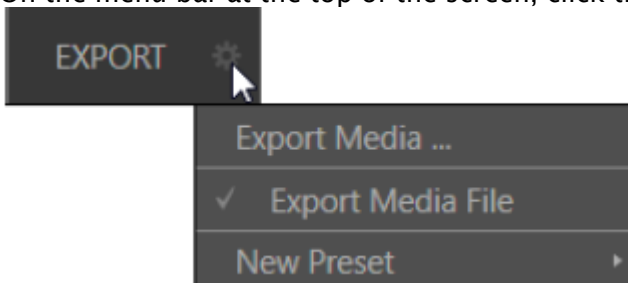 On the menu bar at the top of the screen, click t
EXPORT
Export Media ...
✓ Export Media File
New Preset